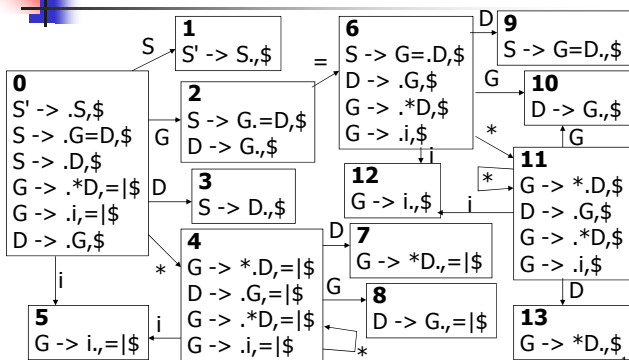 0
S' -> .S,$
S -> .G=D,$
S -> .D,$
G -> .*D,=|$
G -> .i,=|$
D -> .G,$
S
1
S' -> S.,$
G
2
S -> G.=D,$
D -> G.,$
D
3
S -> D.,$
*
4
G -> *.D,=|$
D -> .G,=|$
G -> .*D,=|$
G -> .i,=|$
i
5
G -> i.,=|$
i
*
=
6
S -> G=.D,$
D -> .G,$
G -> .*D,$
G -> .i,$
D
7
G -> *D.,=|$
G
8
D -> G.,=|$
D
9
S -> G=D.,$
G
10
D -> G.,$
*
11
G -> *.D,$
D -> .G,$
G -> .*D,$
G -> .i,$
G
*
i
12
G -> i.,$
i
D
13
G -> *D.,$